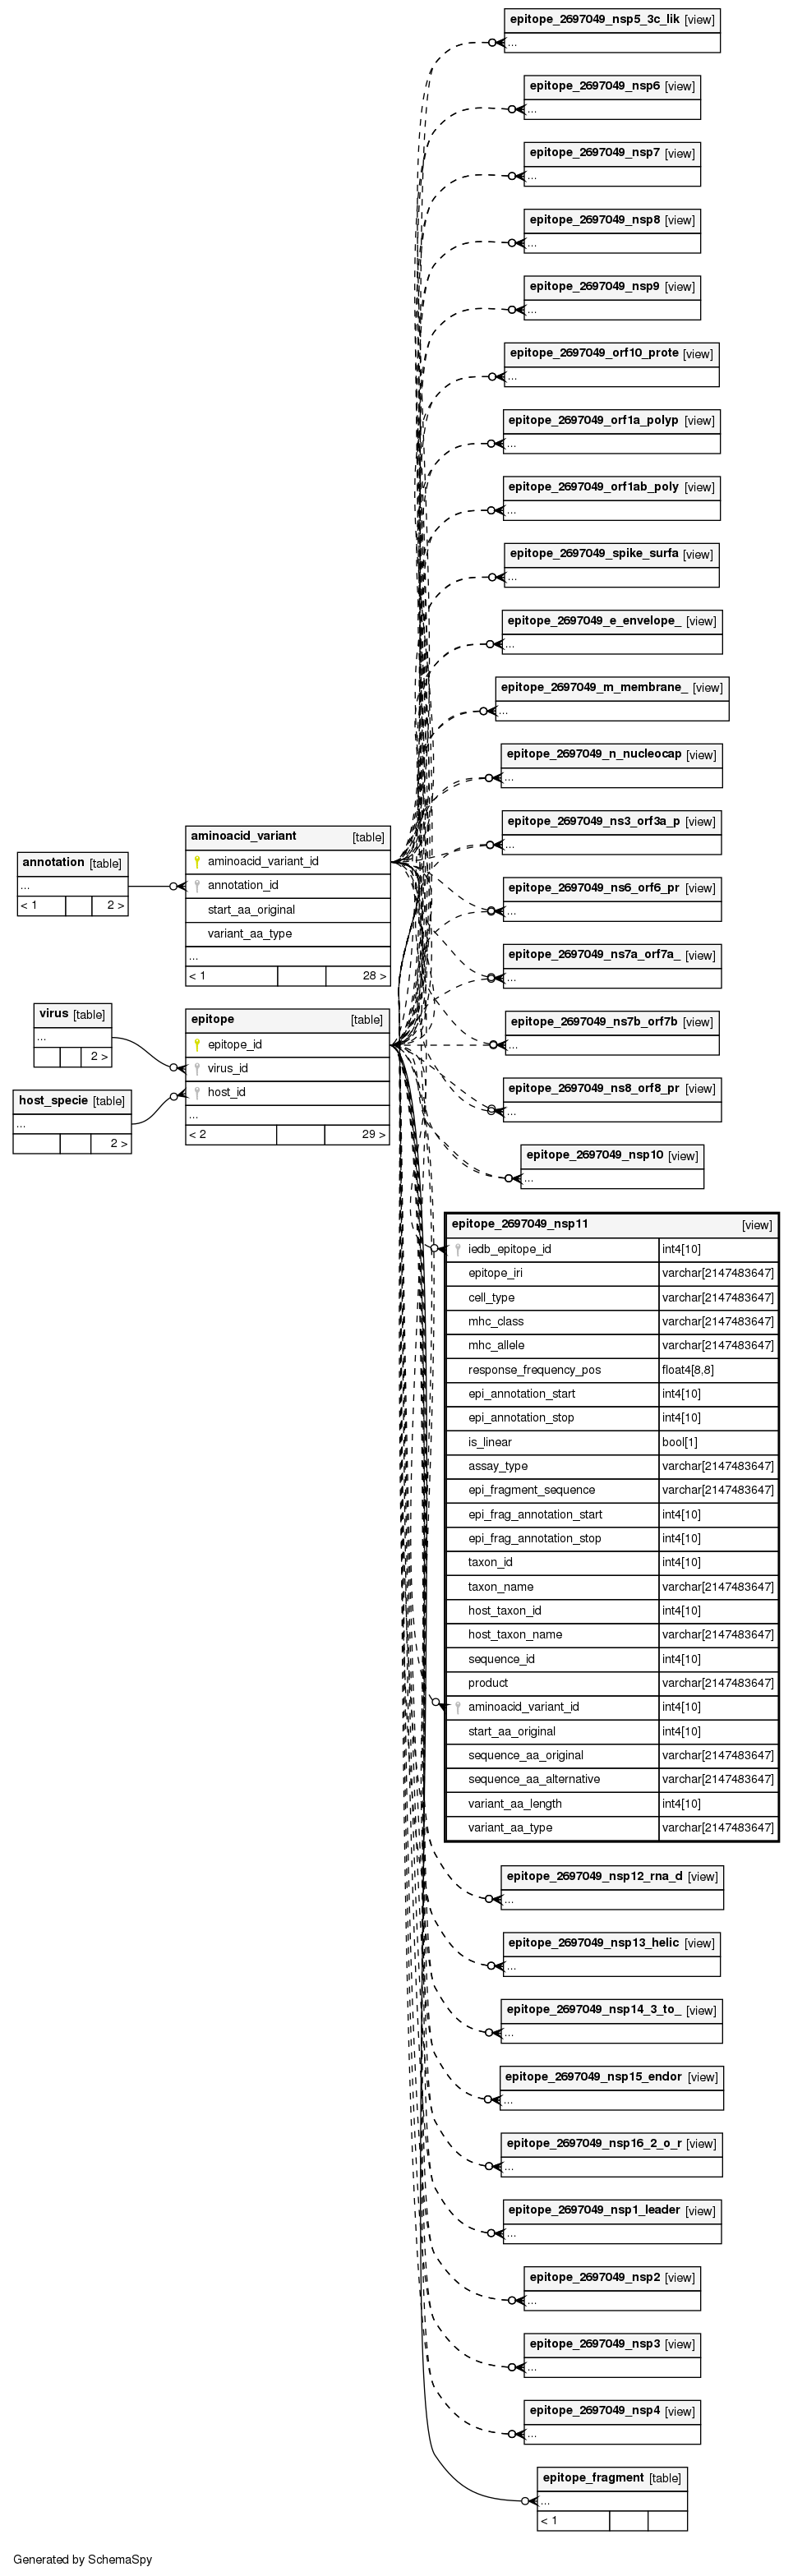 epitope_2697049_nsp5_3c_lik [view]
...
epitope_2697049_nsp6 [view]
...
epitope_2697049_nsp7 [view]
...
epitope_2697049_nsp8 [view]
...
epitope_2697049_nsp9 [view]
...
epitope_2697049_orf10_prote [view]
...
epitope_2697049_orf1a_polyp [view]
...
epitope_2697049_orf1ab_poly [view]
...
epitope_2697049_spike_surfa [view]
...
epitope_2697049_e_envelope_ [view]
...
epitope_2697049_m_membrane_ [view]
...
epitope_2697049_n_nucleocap [view]
...
epitope_2697049_ns3_orf3a_p [view]
...
epitope_2697049_ns6_orf6_pr [view]
...
epitope_2697049_ns7a_orf7a_ [view]
...
epitope_2697049_ns7b_orf7b [view]
...
epitope_2697049_ns8_orf8_pr [view]
...
epitope_2697049_nsp10 [view]
...
annotation [table]
...
< 1 2 >
aminoacid_variant [table]
aminoacid_variant_id
annotation_id
start_aa_original
variant_aa_type
...
< 1 28 >
virus [table]
...
2 >
host_specie [table]
...
2 >
epitope [table]
epitope_id
virus_id
host_id
...
< 2 29 >
epitope_2697049_nsp11 [view]
iedb_epitope_id int4[10]
epitope_iri varchar[2147483647]
cell_type varchar[2147483647]
mhc_class varchar[2147483647]
mhc_allele varchar[2147483647]
response_frequency_pos float4[8,8]
epi_annotation_start int4[10]
epi_annotation_stop int4[10]
is_linear bool[1]
assay_type varchar[2147483647]
epi_fragment_sequence varchar[2147483647]
epi_frag_annotation_start int4[10]
epi_frag_annotation_stop int4[10]
taxon_id int4[10]
taxon_name varchar[2147483647]
host_taxon_id int4[10]
host_taxon_name varchar[2147483647]
sequence_id int4[10]
product varchar[2147483647]
aminoacid_variant_id int4[10]
start_aa_original int4[10]
sequence_aa_original varchar[2147483647]
sequence_aa_alternative varchar[2147483647]
variant_aa_length int4[10]
variant_aa_type varchar[2147483647]
epitope_2697049_nsp12_rna_d [view]
...
epitope_2697049_nsp13_helic [view]
...
epitope_2697049_nsp14_3_to_ [view]
...
epitope_2697049_nsp15_endor [view]
...
epitope_2697049_nsp16_2_o_r [view]
...
epitope_2697049_nsp1_leader [view]
...
epitope_2697049_nsp2 [view]
...
epitope_2697049_nsp3 [view]
...
epitope_2697049_nsp4 [view]
...
epitope_fragment [table]
...
< 1
Generated by SchemaSpy